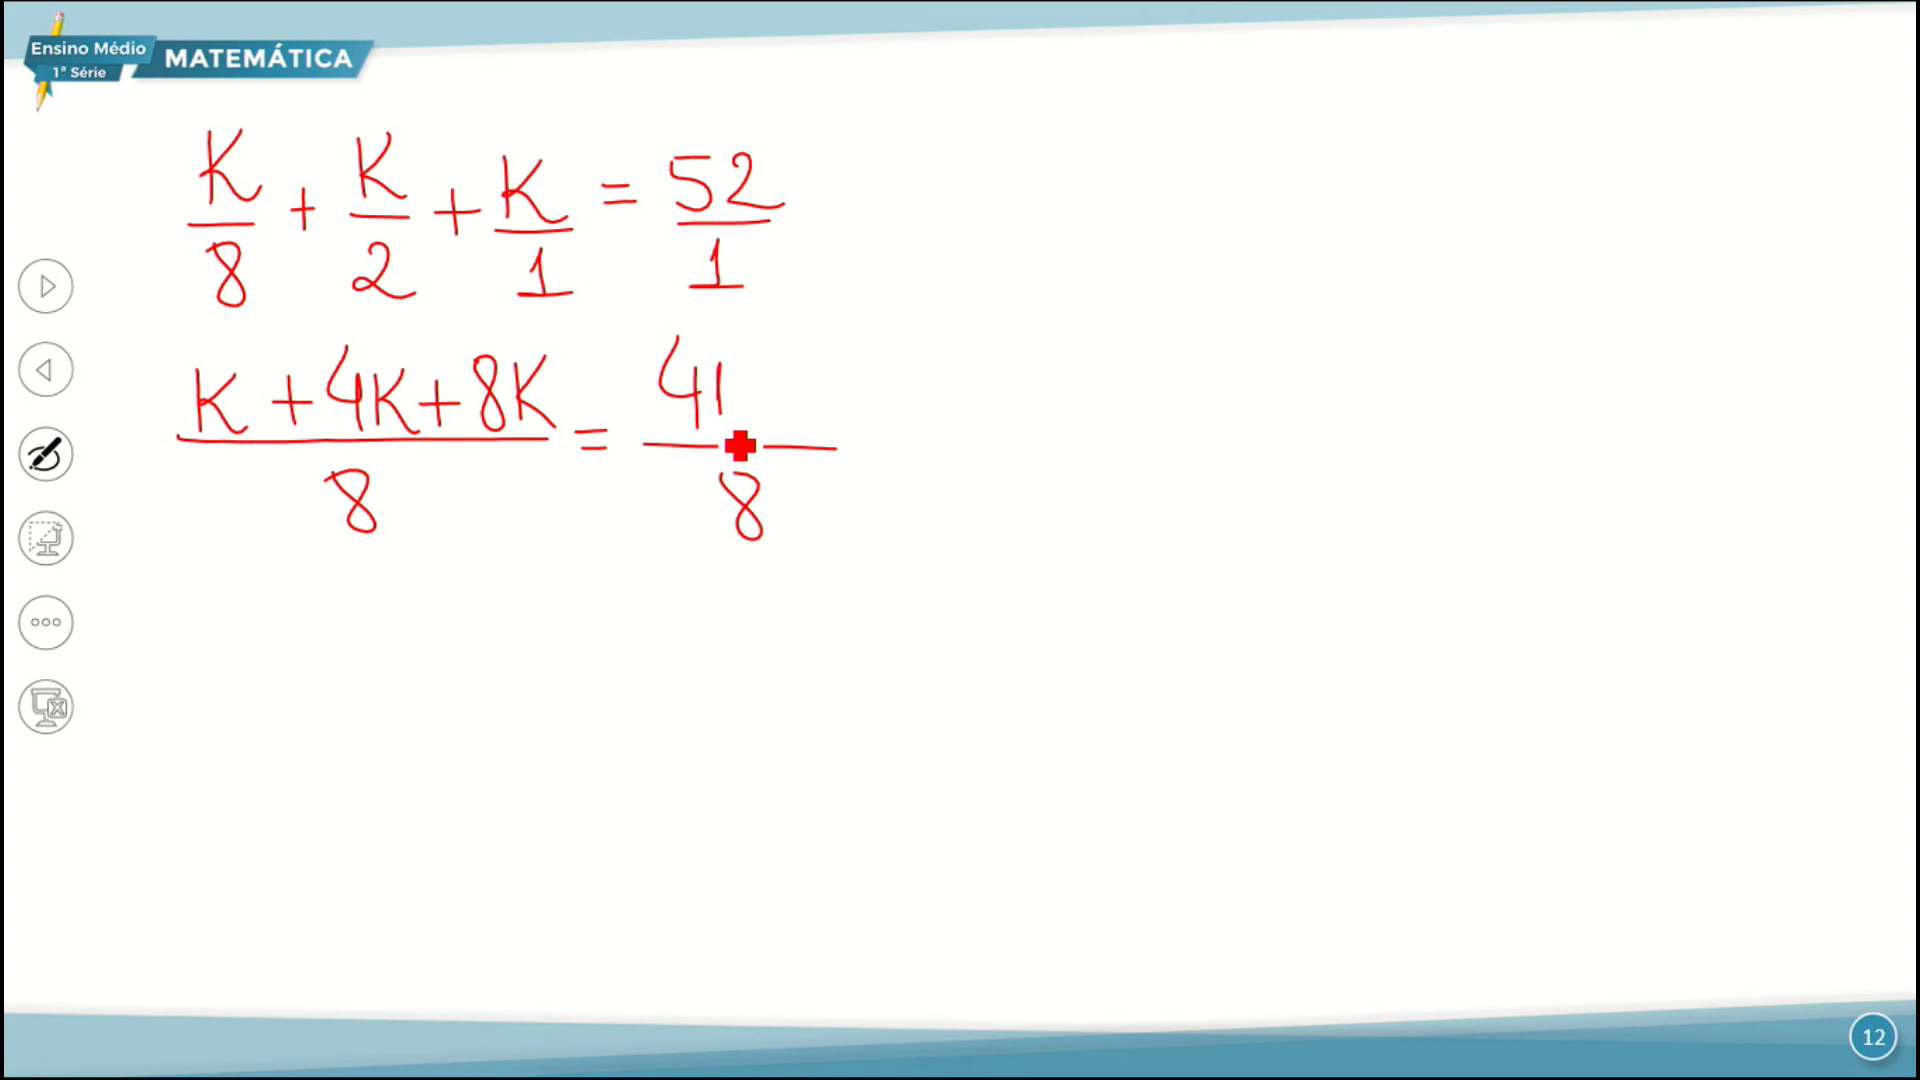 Ensino Médio
1ª Série
MATEMÁTICA
K/8 + K/2 + K/1 = 52/1
K + 4K + 8K / 8 = 41 / 8
12